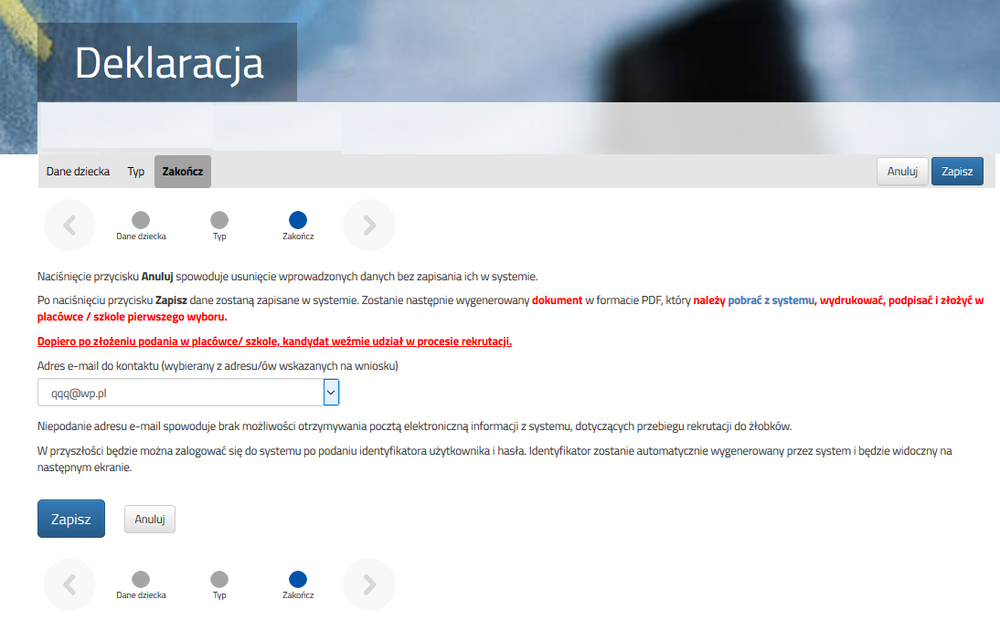 Deklaracja
Dane dziecka Typ Zakończ Anuluj Zapisz
Dane dziecka Typ Zakończ
Naciśnięcie przycisku Anuluj spowoduje usunięcie wprowadzonych danych bez zapisania ich w systemie.
Po naciśnięciu przycisku Zapisz dane zostaną zapisane w systemie. Zostanie następnie wygenerowany dokument w formacie PDF, który należy pobrać z systemu, wydrukować, podpisać i złożyć w
placówce / szkole pierwszego wyboru.
Dopiero po złożeniu podania w placówce/ szkole, kandydat weźmie udział w procesie rekrutacji.
Adres e-mail do kontaktu (wybierany z adresu/ów wskazanych na wniosku)
qqq@wp.pl
Niepodanie adresu e-mail spowoduje brak możliwości otrzymywania pocztą elektroniczną informacji z systemu, dotyczących przebiegu rekrutacji do żłobków.
W przyszłości będzie można zalogować się do systemu po podaniu identyfikatora użytkownika i hasła. Identyfikator zostanie automatycznie wygenerowany przez system i będzie widoczny na
następnym ekranie.
Zapisz Anuluj
Dane dziecka Typ Zakończ